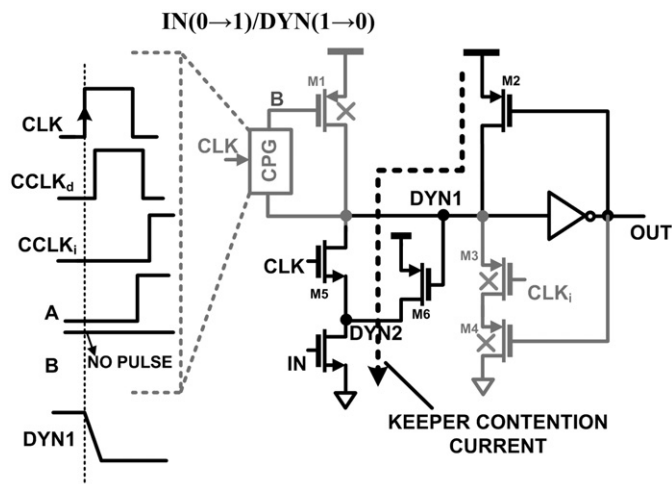 IN(0→1)/DYN(1→0)
CLK
CCLKd
CCLKi
A
B
NO PULSE
DYN1
CLK
CPG
B
M1
M2
DYN1
OUT
CLK
M5
M6
M3
CLKi
M4
DYN2
IN
KEEPER CONTENTION
CURRENT